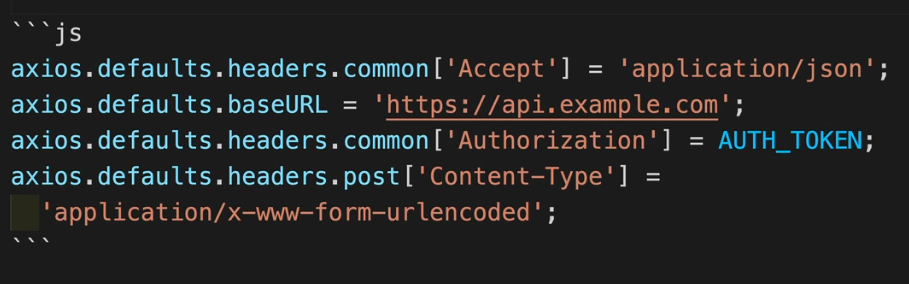 ```js
axios.defaults.headers.common['Accept'] = 'application/json';
axios.defaults.baseURL = 'https://api.example.com';
axios.defaults.headers.common['Authorization'] = AUTH_TOKEN;
axios.defaults.headers.post['Content-Type'] =
  'application/x-www-form-urlencoded';
```